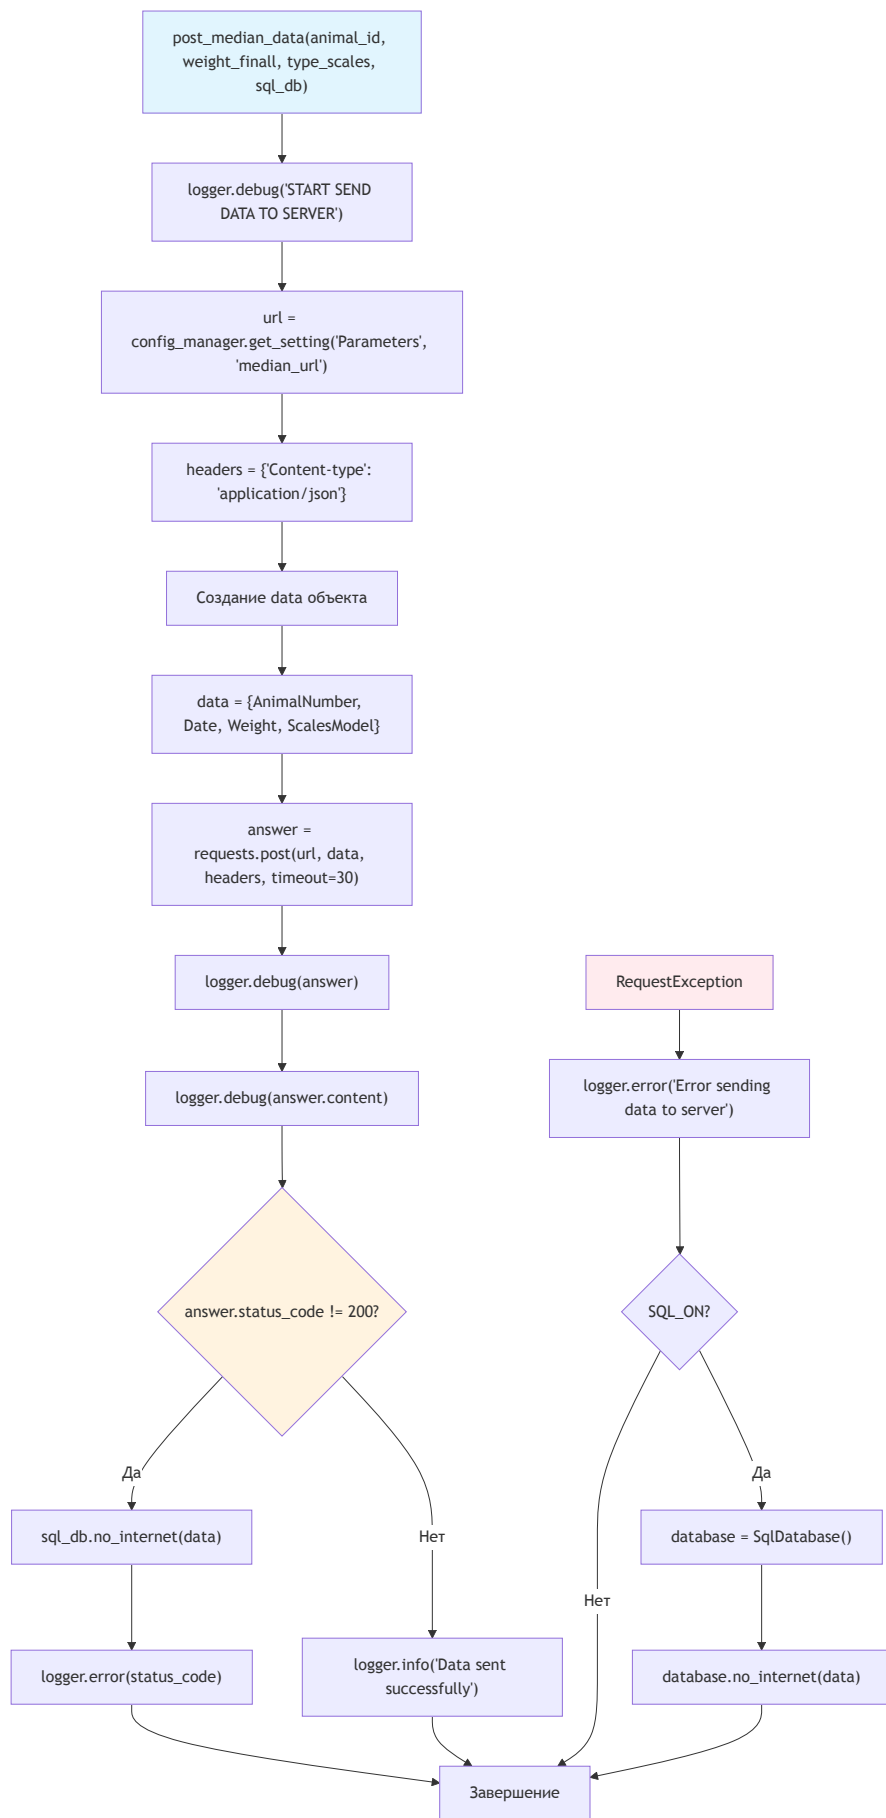 post_median_data(animal_id,
weight_finall, type_scales,
sql_db)
logger.debug('START SEND
DATA TO SERVER')
url =
config_manager.get_setting('Parameters',
'median_url')
headers = {'Content-type':
'application/json'}
Создание data объекта
data = {AnimalNumber,
Date, Weight, ScalesModel}
answer =
requests.post(url, data,
headers, timeout=30)
logger.debug(answer)
logger.debug(answer.content)
answer.status_code != 200?
Да
sql_db.no_internet(data)
logger.error(status_code)
Нет
logger.info('Data sent
successfully')
RequestException
logger.error('Error sending
data to server')
SQL_ON?
Нет
Да
database = SqlDatabase()
database.no_internet(data)
Завершение